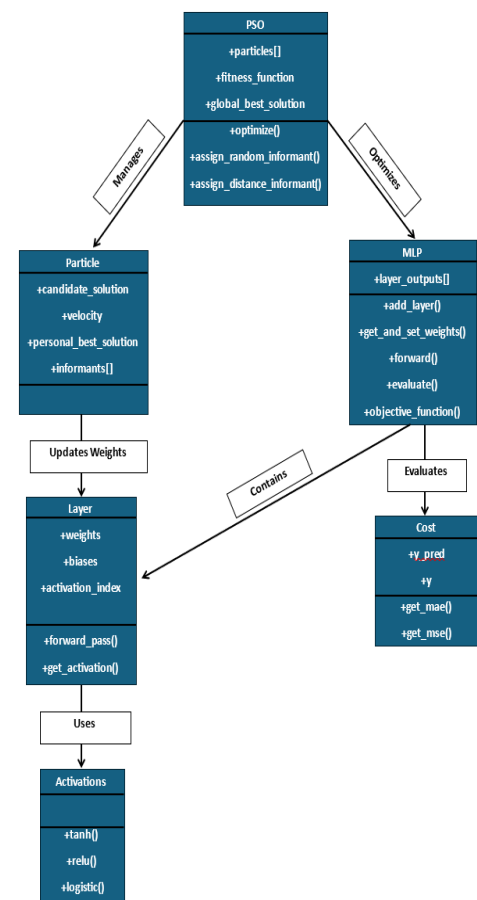 PSO
+particles[]
+fitness_function
+global_best_solution
+optimize()
+assign_random_informant()
+assign_distance_informant()
Manages
Optimizes
Particle
+candidate_solution
+velocity
+personal_best_solution
+informants[]
MLP
+layer_outputs[]
+add_layer()
+get_and_set_weights()
+forward()
+evaluate()
+objective_function()
Updates Weights
Contains
Evaluates
Layer
+weights
+biases
+activation_index
+forward_pass()
+get_activation()
Cost
+y_pred
+y
+get_mae()
+get_mse()
Uses
Activations
+tanh()
+relu()
+logistic()